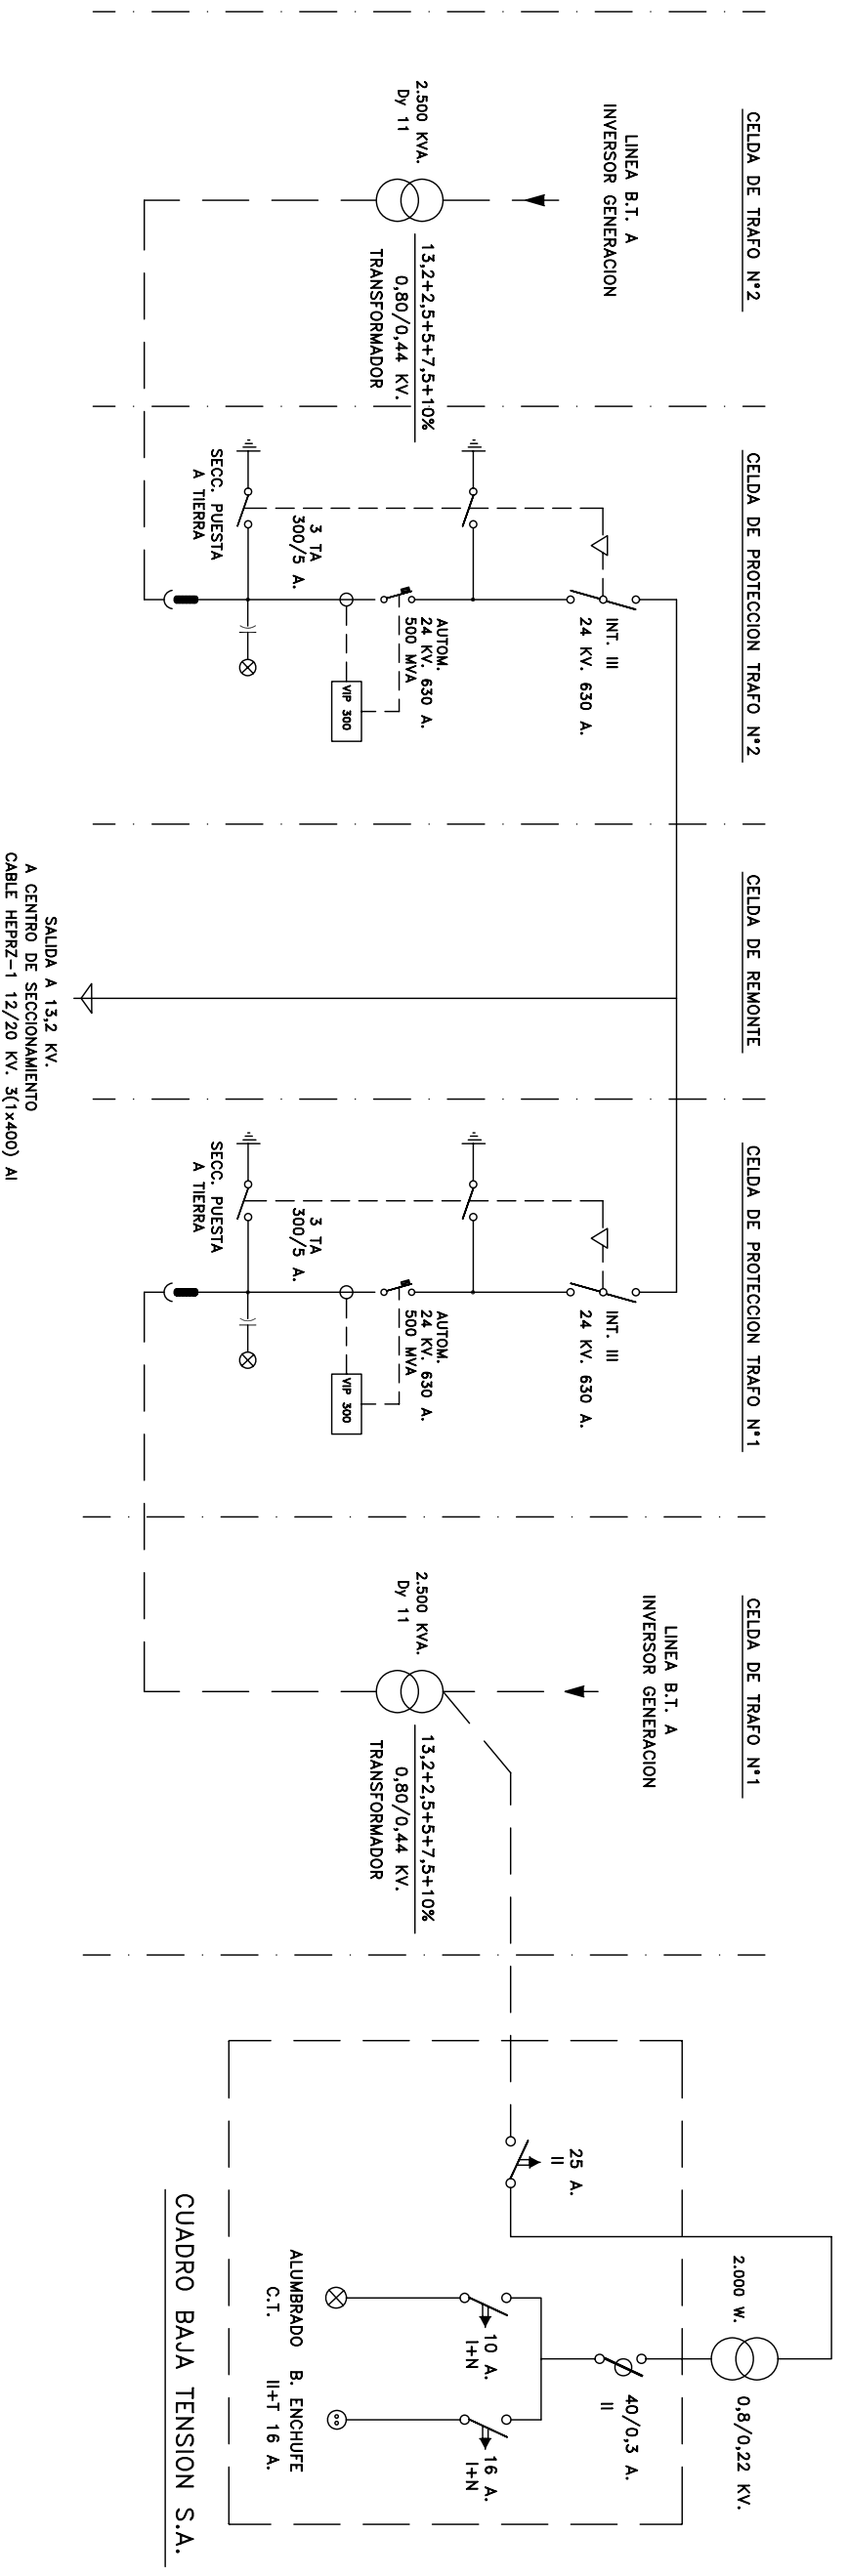 CELDA DE TRAFO N°2
LINEA B.T. A
INVERSOR GENERACION
2.500 KVA.
Dy 11
13,2+2,5+5+7,5+10%
0,80/0,44 KV.
TRANSFORMADOR
CELDA DE PROTECCION TRAFO N°2
INT. III
24 KV. 630 A.
AUTOM.
24 KV. 630 A.
500 MVA
3 TA
300/5 A.
VIP 300
SECC. PUESTA
A TIERRA
CELDA DE REMONTE
SALIDA A 13,2 KV.
A CENTRO DE SECCIONAMIENTO
CABLE HEPRZ-1 12/20 KV. 3(1x400) Al
CELDA DE PROTECCION TRAFO N°1
INT. III
24 KV. 630 A.
AUTOM.
24 KV. 630 A.
500 MVA
3 TA
300/5 A.
VIP 300
SECC. PUESTA
A TIERRA
CELDA DE TRAFO N°1
LINEA B.T. A
INVERSOR GENERACION
2.500 KVA.
Dy 11
13,2+2,5+5+7,5+10%
0,80/0,44 KV.
TRANSFORMADOR
2.000 W.
0,8/0,22 KV.
25 A.
II
40/0,3 A.
II
10 A.
I+N
16 A.
I+N
ALUMBRADO
C.T.
B. ENCHUFE
II+T 16 A.
CUADRO BAJA TENSION S.A.